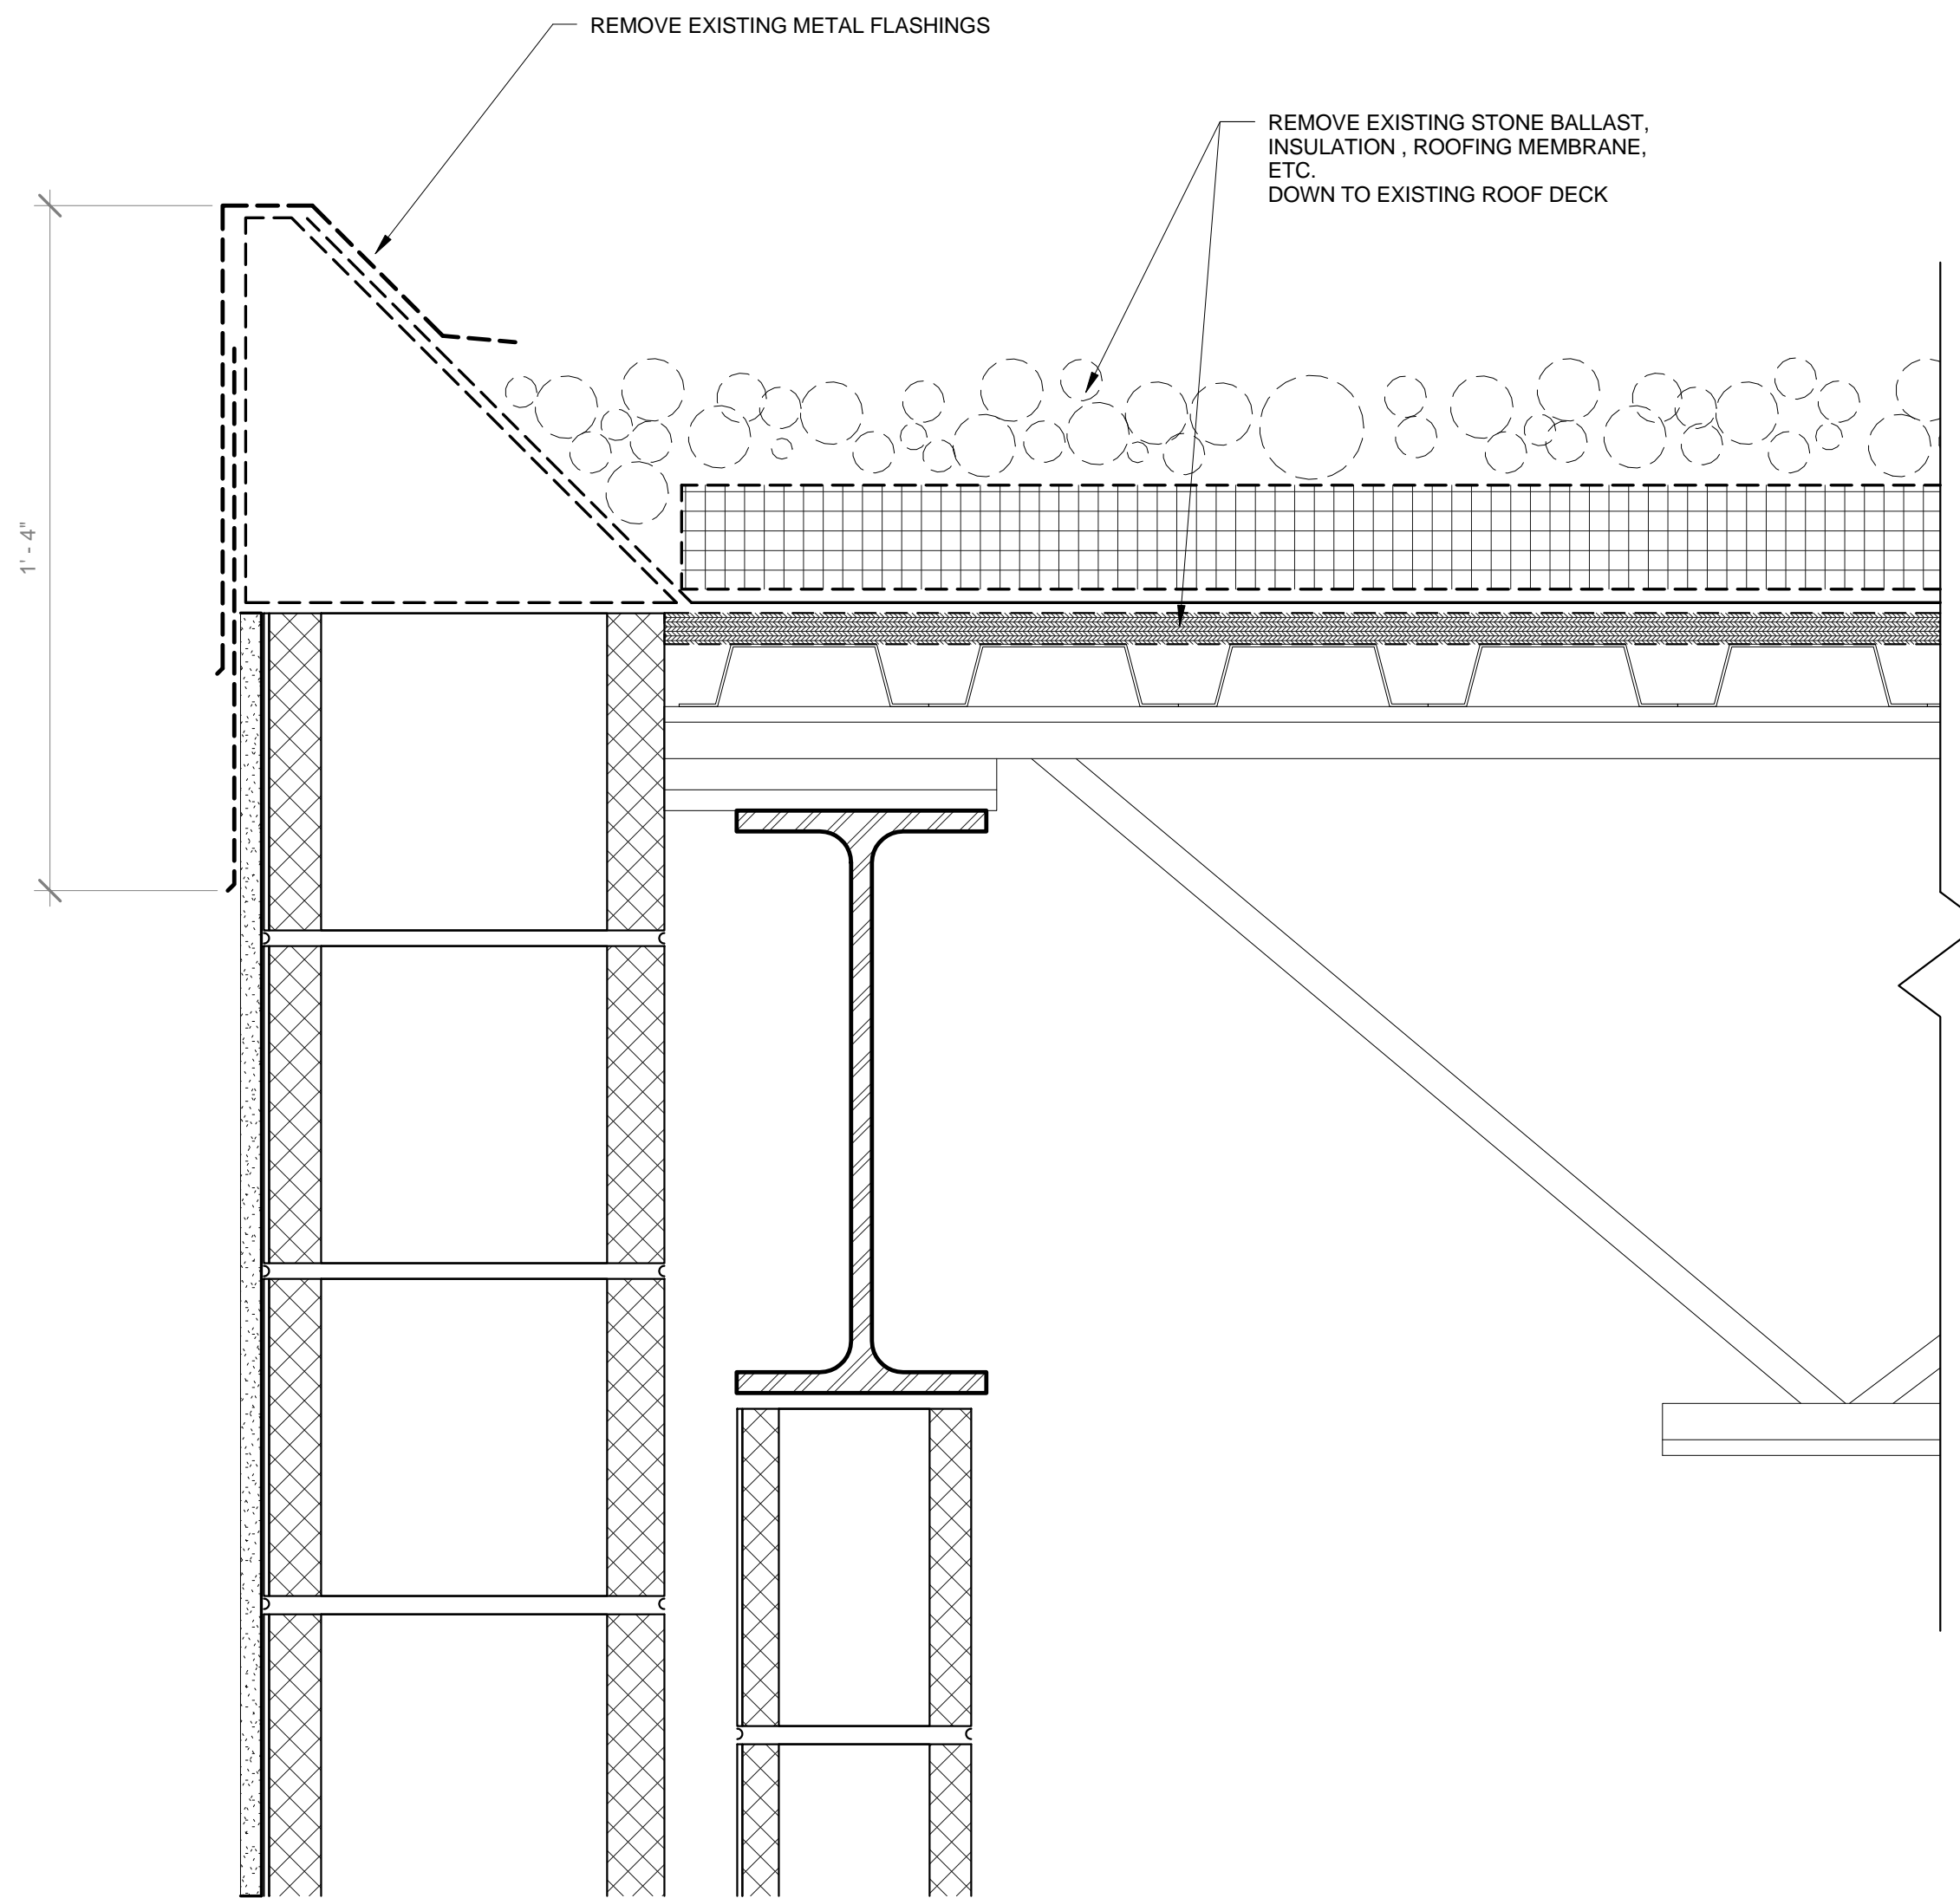 REMOVE EXISTING METAL FLASHINGS
REMOVE EXISTING STONE BALLAST,
INSULATION , ROOFING MEMBRANE,
ETC.
DOWN TO EXISTING ROOF DECK
1' - 4"